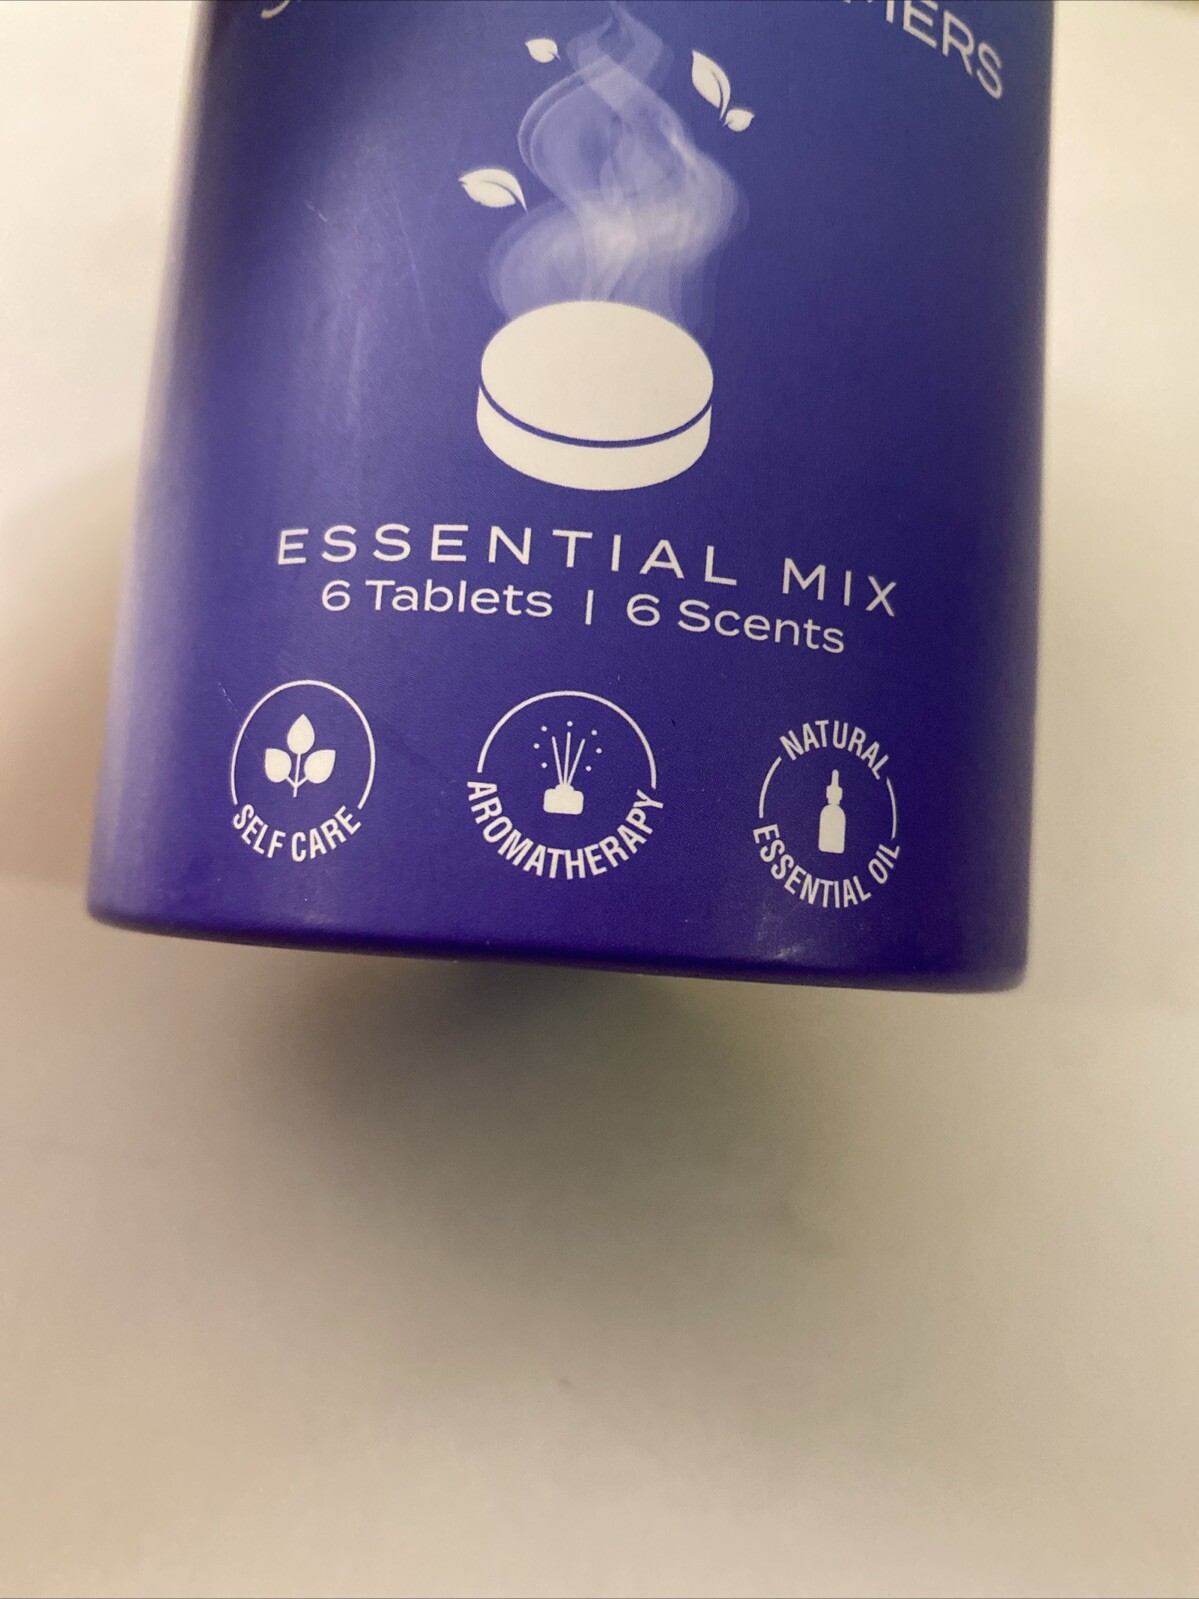 ESSENTIAL MIX
6 Tablets | 6 Scents
SELF CARE
AROMATHERAPY
NATURAL
ESSENTIAL OIL